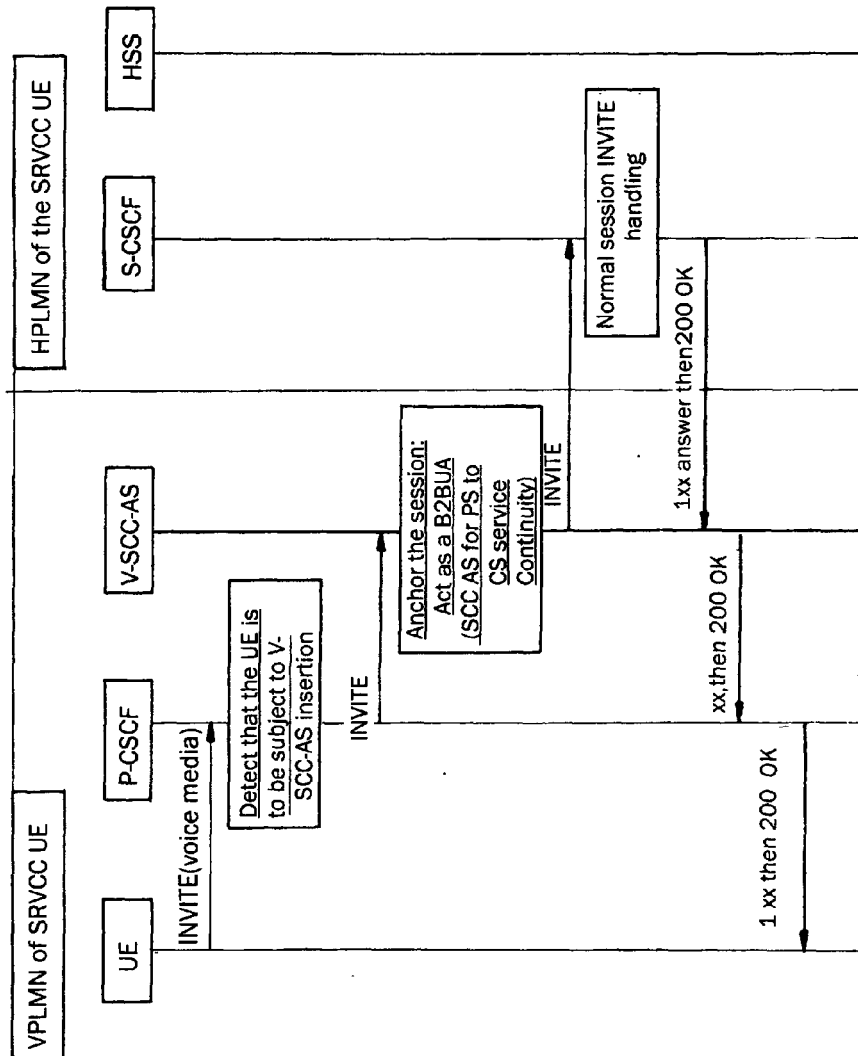 VPLMN of SRVCC UE
HPLMN of the SRVCC UE
UE
P-CSCF
V-SCC-AS
S-CSCF
HSS
INVITE(voice media)
Detect that the UE is
to be subject to V-
SCC-AS insertion
INVITE
Anchor the session:
Act as a B2BUA
(SCC AS for PS to
CS service
Continuity)
INVITE
Normal session INVITE
handling
1xx answer then200 OK
xx,then 200 OK
1 xx then 200 OK